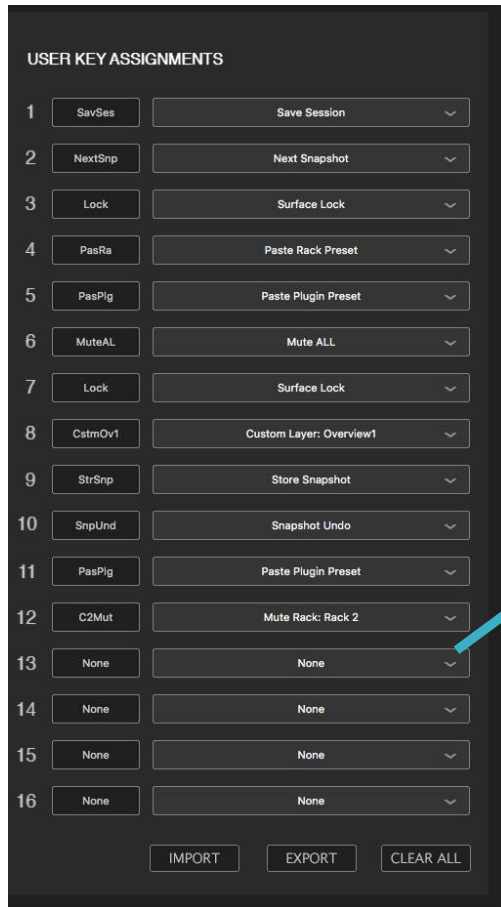 USER KEY ASSIGNMENTS
1 SavSes Save Session
2 NextSnp Next Snapshot
3 Lock Surface Lock
4 PasRa Paste Rack Preset
5 PasPlg Paste Plugin Preset
6 MuteAL Mute ALL
7 Lock Surface Lock
8 CstmOv1 Custom Layer: Overview1
9 StrSnp Store Snapshot
10 SnpUnd Snapshot Undo
11 PasPlg Paste Plugin Preset
12 C2Mut Mute Rack: Rack 2
13 None None
14 None None
15 None None
16 None None
IMPORT EXPORT CLEAR ALL